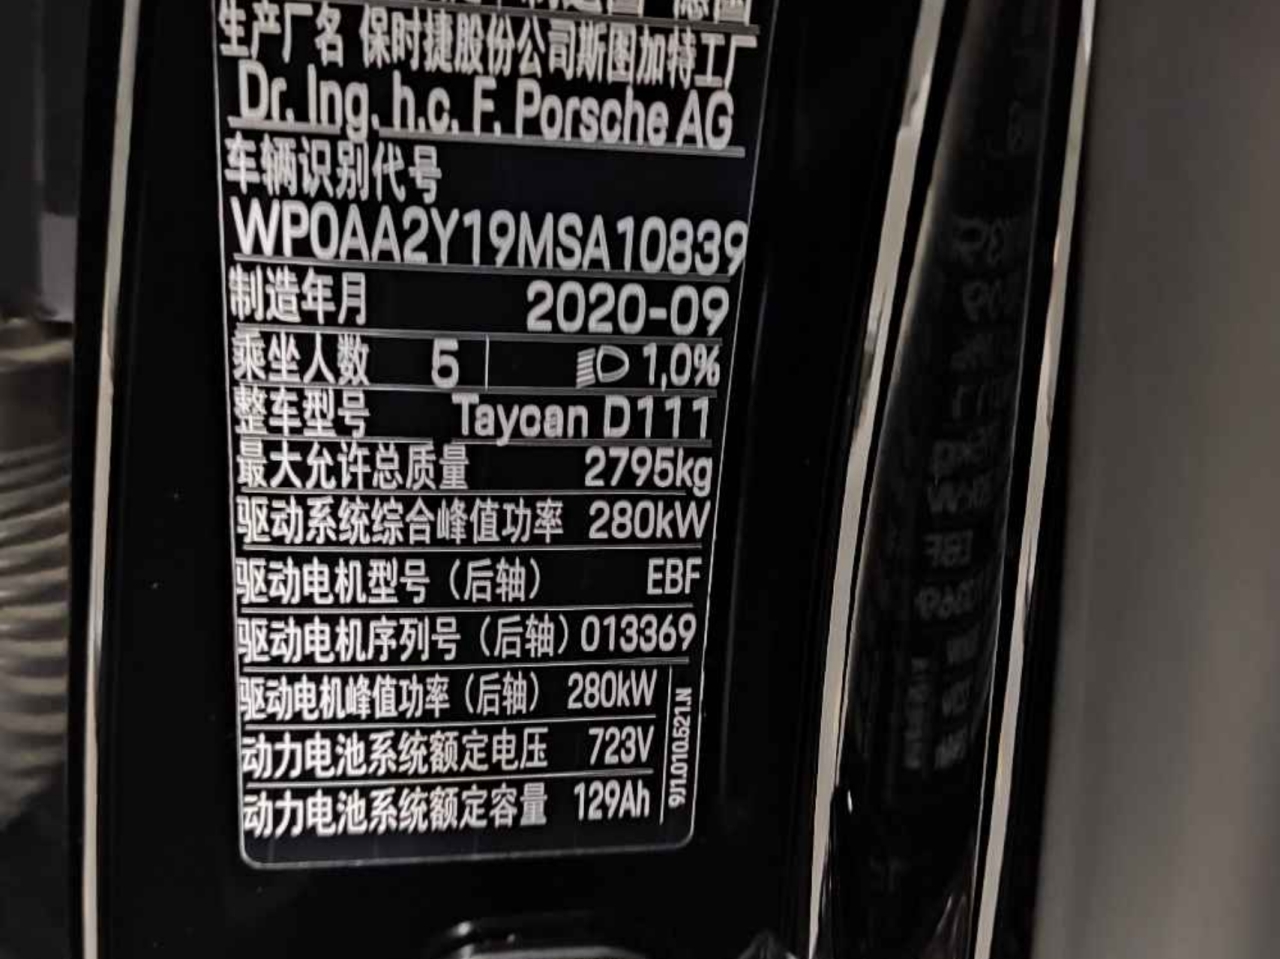 制造国 德国
生产厂名 保时捷股份公司斯图加特工厂
Dr. Ing. h.c. F. Porsche AG
车辆识别代号
WP0AA2Y19MSA10839
制造年月 2020-09
乘坐人数 5 1,0%
整车型号 Taycan D111
最大允许总质量 2795kg
驱动系统综合峰值功率 280kW
驱动电机型号（后轴） EBF
驱动电机序列号（后轴）013369
驱动电机峰值功率（后轴） 280kW
动力电池系统额定电压 723V
动力电池系统额定容量 129Ah
9J1.010.521.N